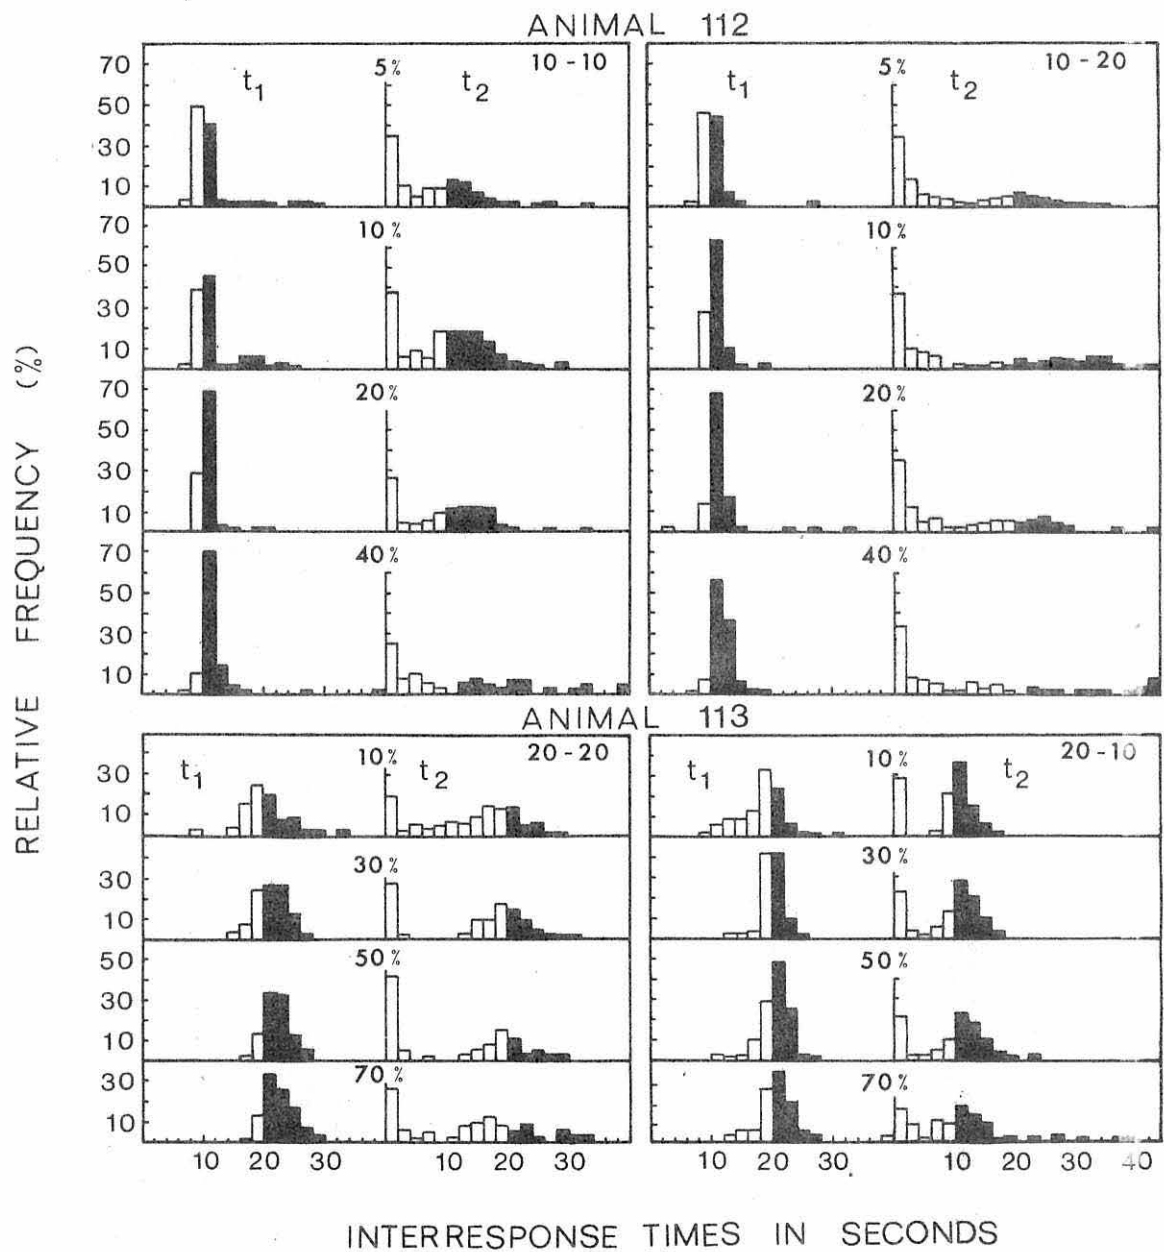 ANIMAL 112
70 t1 5% t2 10-10 t1 5% t2 10-20
50
30
10
70 10% 10%
50
30
10
70 20% 20%
50
30
10
70 40% 40%
50
30
10
ANIMAL 113
t1 10% t2 20-20 t1 10% t2 20-10
30
10
30% 30%
30
10
50 50% 50%
30
10
70% 70%
30
10
10 20 30 10 20 30 10 20 30 10 20 30 40
RELATIVE FREQUENCY (%)
INTERRESPONSE TIMES IN SECONDS